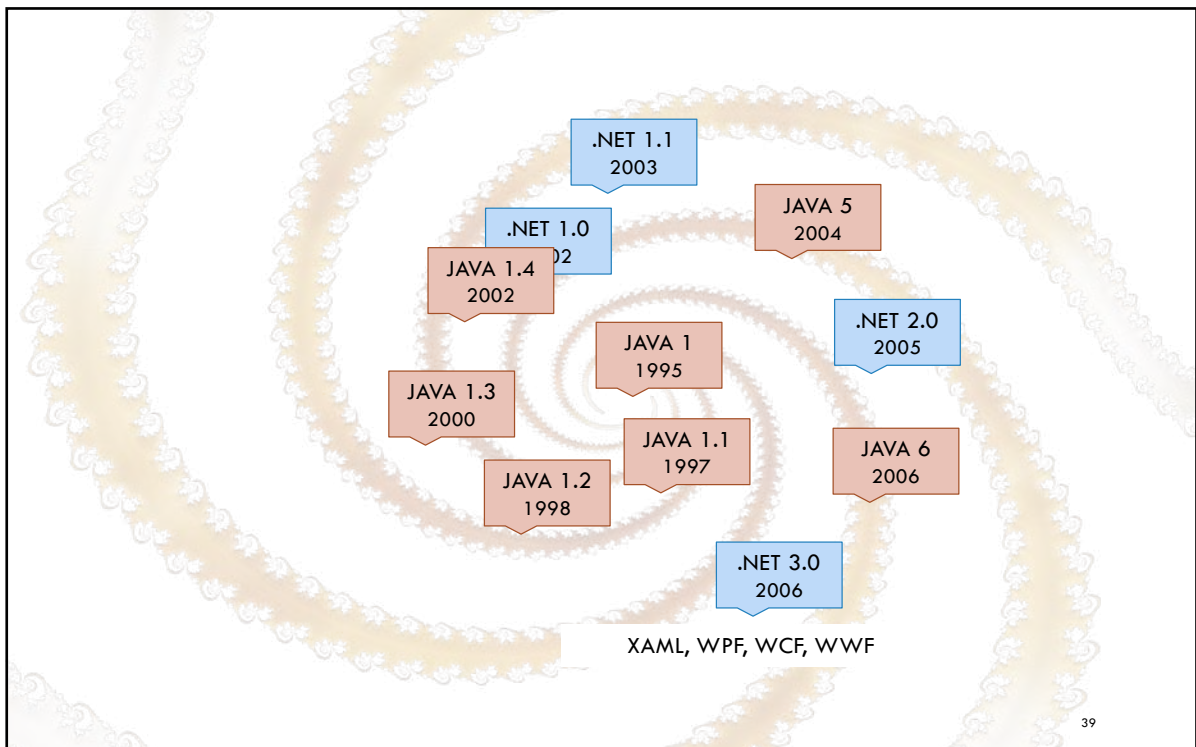 .NET 1.1
2003
JAVA 5
2004
.NET 1.0
02
JAVA 1.4
2002
.NET 2.0
2005
JAVA 1
1995
JAVA 1.3
2000
JAVA 1.1
1997
JAVA 6
2006
JAVA 1.2
1998
.NET 3.0
2006
XAML, WPF, WCF, WWF
39